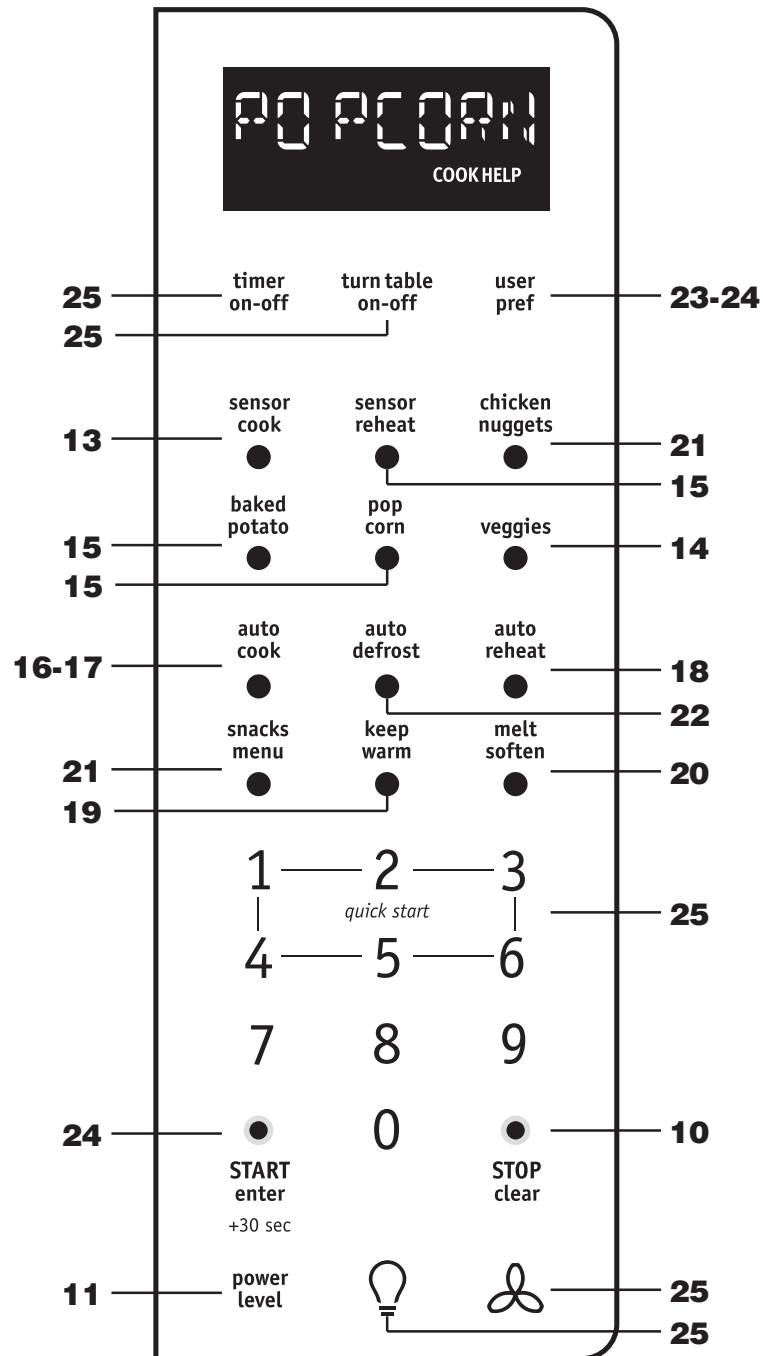 POPCORN
COOK HELP
timer turn table user
25 on-off on-off pref 23-24
25
sensor sensor chicken
cook reheat nuggets
13 21
15
baked pop
potato corn veggies
15 14
15
auto auto auto
cook defrost reheat
16-17 18
22
snacks keep melt
menu warm soften
21 20
19
1 2 3
quick start 25
4 5 6
7 8 9
24 0 10
START STOP
enter clear
+30 sec
power
11 level 25
25